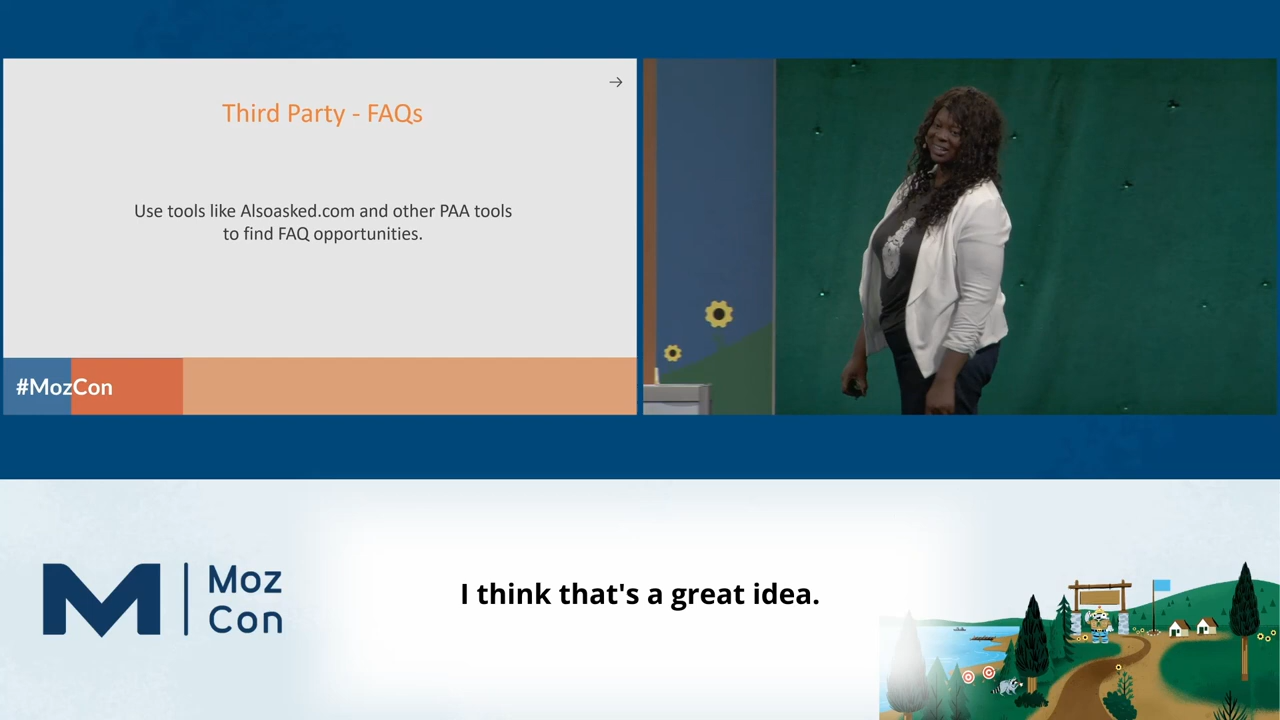 →
Third Party - FAQs
Use tools like Alsoasked.com and other PAA tools
to find FAQ opportunities.
#MozCon
M
Moz
Con
I think that's a great idea.